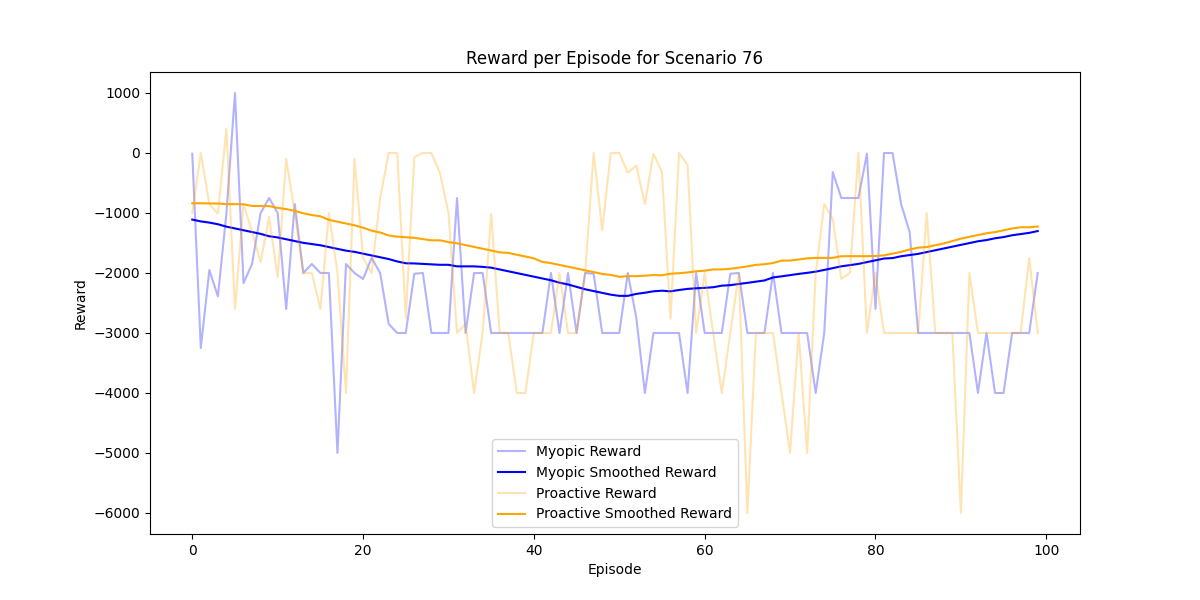 Reward per Episode for Scenario 76
1000
0
−1000
−2000
−3000
−4000
−5000
−6000
Reward
Myopic Reward
Myopic Smoothed Reward
Proactive Reward
Proactive Smoothed Reward
0 20 40 60 80 100
Episode